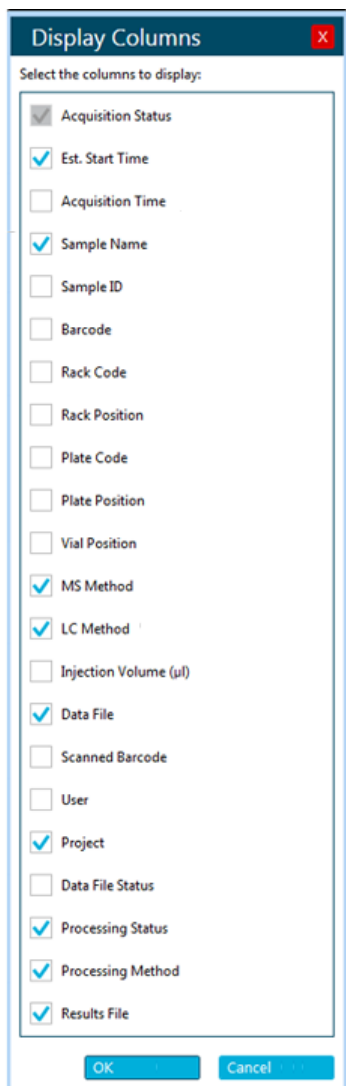 Display Columns
X
Select the columns to display:
Acquisition Status
Est. Start Time
Acquisition Time
Sample Name
Sample ID
Barcode
Rack Code
Rack Position
Plate Code
Plate Position
Vial Position
MS Method
LC Method
Injection Volume (µl)
Data File
Scanned Barcode
User
Project
Data File Status
Processing Status
Processing Method
Results File
OK Cancel